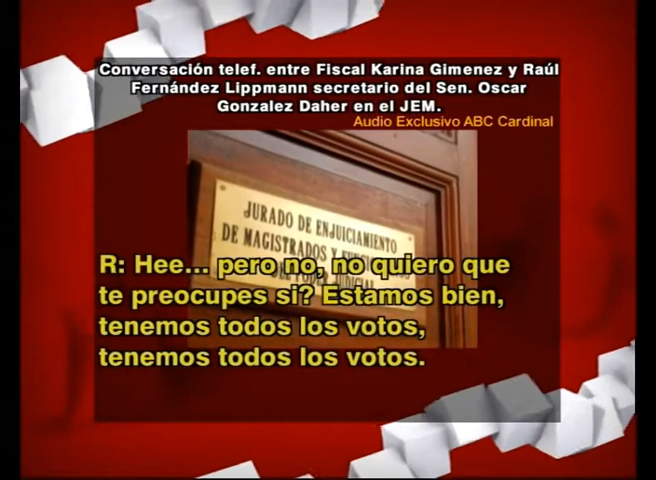 Conversación telef. entre Fiscal Karina Gimenez y Raúl
Fernández Lippmann secretario del Sen. Oscar
Gonzalez Daher en el JEM.
Audio Exclusivo ABC Cardinal
JURADO DE ENJUICIAMIENTO
DE MAGISTRADOS Y
R: Hee... pero no, no quiero que
te preocupes si? Estamos bien,
tenemos todos los votos,
tenemos todos los votos.